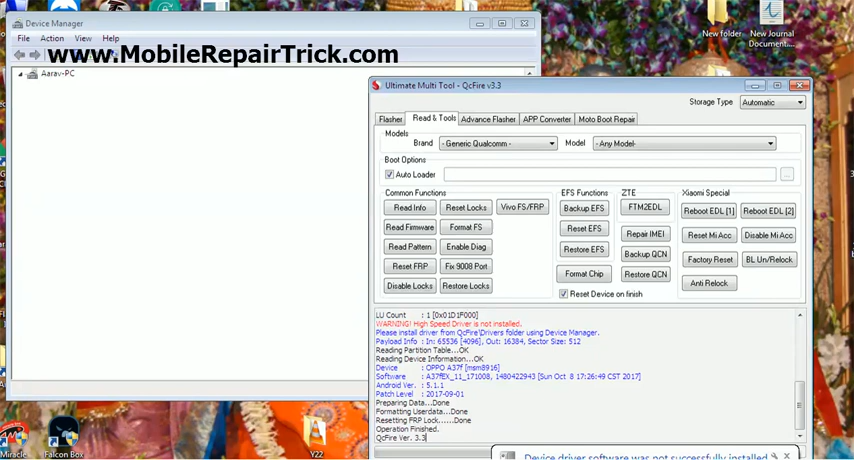 Device Manager
File Action View Help
www.MobileRepairTrick.com
Aarav-PC
New folder
New Journal
Document....
Ultimate Multi Tool - QcFire v3.3
Storage Type Automatic
Flasher Read & Tools Advance Flasher APP Converter Moto Boot Repair
Models
Brand - Generic Qualcomm - Model - Any Model-
Boot Options
Auto Loader ...
Common Functions EFS Functions ZTE Xiaomi Special
Read Info Reset Locks Vivo FS/FRP Backup EFS FTM2EDL Reboot EDL [1] Reboot EDL [2]
Read Firmware Format FS Reset EFS Repair IMEI Reset Mi Acc Disable Mi Acc
Read Pattern Enable Diag Restore EFS Backup QCN Factory Reset BL Un/Relock
Reset FRP Fix 9008 Port Format Chip Restore QCN Anti Relock
Disable Locks Restore Locks Reset Device on finish
LU Count : 1 [0x01D1F000]
WARNING! High Speed Driver is not installed.
Please install driver from QcFire\Drivers folder using Device Manager.
Payload Info : In: 65536 [4096], Out: 16384, Sector Size: 512
Reading Partition Table...OK
Reading Device Information...OK
Device : OPPO A37f [msm8916]
Software : A37fEX_11_171008, 1480422943 [Sun Oct 8 17:26:49 CST 2017]
Android Ver. : 5.1.1
Patch Level : 2017-09-01
Preparing Data...Done
Formatting Userdata...Done
Resetting FRP Lock......Done
Operation Finished.
QcFire Ver. 3.3
Miracle
Falcon Box
Y22
Device driver software was not successfully installed